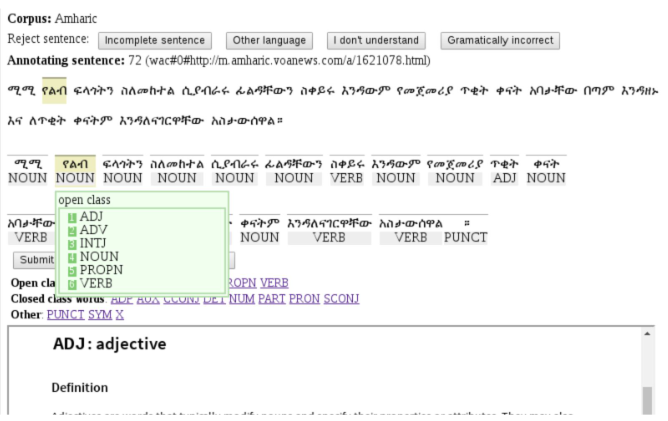 Corpus: Amharic
Reject sentence: Incomplete sentence Other language I don't understand Gramatically incorrect
Annotating sentence: 72 (wac#0#http://m.amharic.voanews.com/a/1621078.html)
ሚሚ የልብ ፍላጎትን ስለመከተል ሲያብራሩ ፊልዳቸውን ስቀይሩ እንዳውም የመጀመሪያ ጥቂት ቀናት አባታቸው በጣም እንዳዘኑ
እና ለጥቂት ቀናትም እንዳላናገርዋቸው አስታውሰዋል።
ሚሚ የልብ ፍላጎትን ስለመከተል ሲያብራሩ ፊልዳቸውን ስቀይሩ እንዳውም የመጀመሪያ ጥቂት ቀናት
NOUN NOUN NOUN NOUN NOUN NOUN VERB NOUN NOUN ADJ NOUN
open class
1 ADJ
2 ADV
3 INTJ
4 NOUN
5 PROPN
6 VERB
አባታቸው ቀናትም እንዳላናገርዋቸው አስታውሰዋል ።
VERB NOUN VERB VERB PUNCT
Submit
Open cla ROPN VERB
Closed class words: ADP AUX CCONJ DET NUM PART PRON SCONJ
Other: PUNCT SYM X
ADJ: adjective
Definition